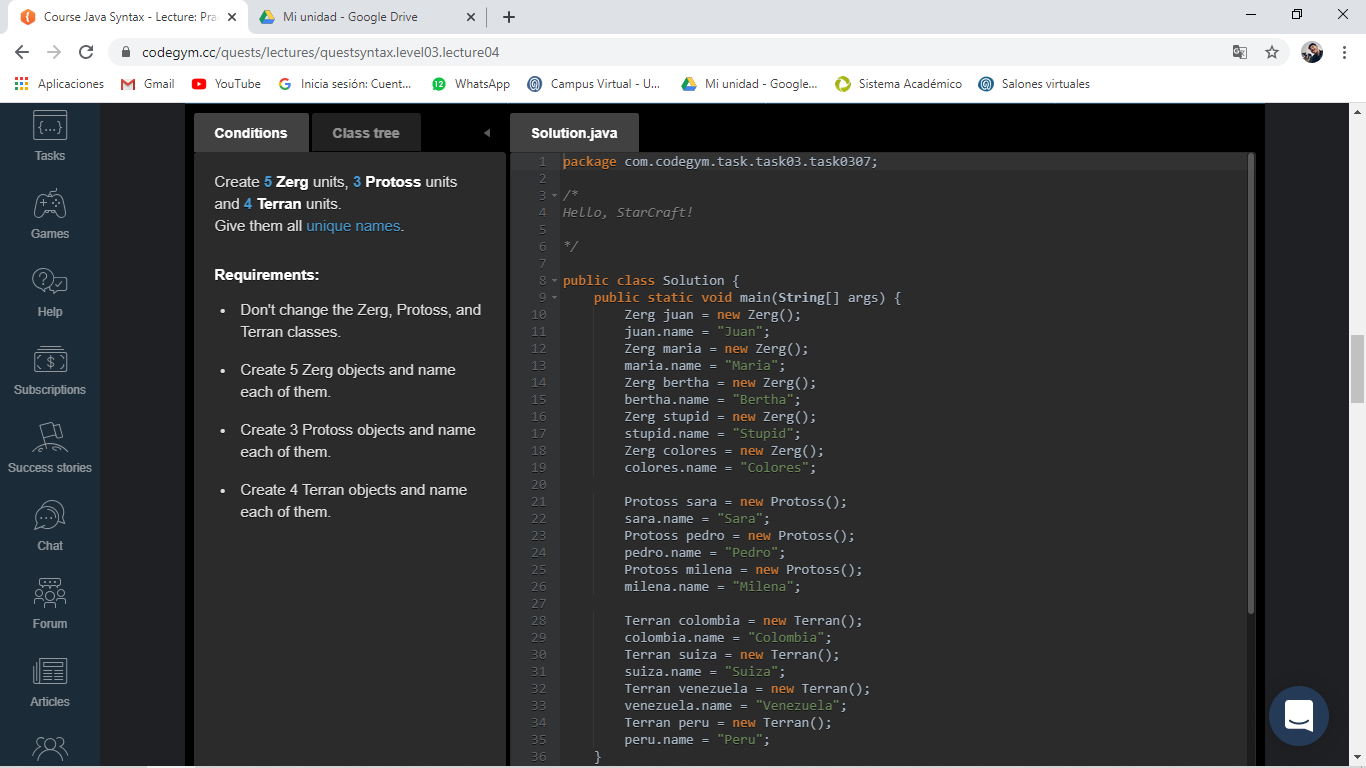 Course Java Syntax - Lecture: Pra
Mi unidad - Google Drive
codegym.cc/quests/lectures/questsyntax.level03.lecture04
Aplicaciones
Gmail
YouTube
Inicia sesión: Cuent...
12
WhatsApp
Campus Virtual - U...
Mi unidad - Google...
Sistema Académico
Salones virtuales
Tasks
Games
Help
Subscriptions
Success stories
Chat
Forum
Articles
Conditions
Class tree
Create 5 Zerg units, 3 Protoss units
and 4 Terran units.
Give them all unique names.
Requirements:
• Don't change the Zerg, Protoss, and
Terran classes.
• Create 5 Zerg objects and name
each of them.
• Create 3 Protoss objects and name
each of them.
• Create 4 Terran objects and name
each of them.
Solution.java
1 package com.codegym.task.task03.task0307;
2
3 /*
4 Hello, StarCraft!
5
6 */
7
8 public class Solution {
9 public static void main(String[] args) {
10 Zerg juan = new Zerg();
11 juan.name = "Juan";
12 Zerg maria = new Zerg();
13 maria.name = "Maria";
14 Zerg bertha = new Zerg();
15 bertha.name = "Bertha";
16 Zerg stupid = new Zerg();
17 stupid.name = "Stupid";
18 Zerg colores = new Zerg();
19 colores.name = "Colores";
20
21 Protoss sara = new Protoss();
22 sara.name = "Sara";
23 Protoss pedro = new Protoss();
24 pedro.name = "Pedro";
25 Protoss milena = new Protoss();
26 milena.name = "Milena";
27
28 Terran colombia = new Terran();
29 colombia.name = "Colombia";
30 Terran suiza = new Terran();
31 suiza.name = "Suiza";
32 Terran venezuela = new Terran();
33 venezuela.name = "Venezuela";
34 Terran peru = new Terran();
35 peru.name = "Peru";
36 }